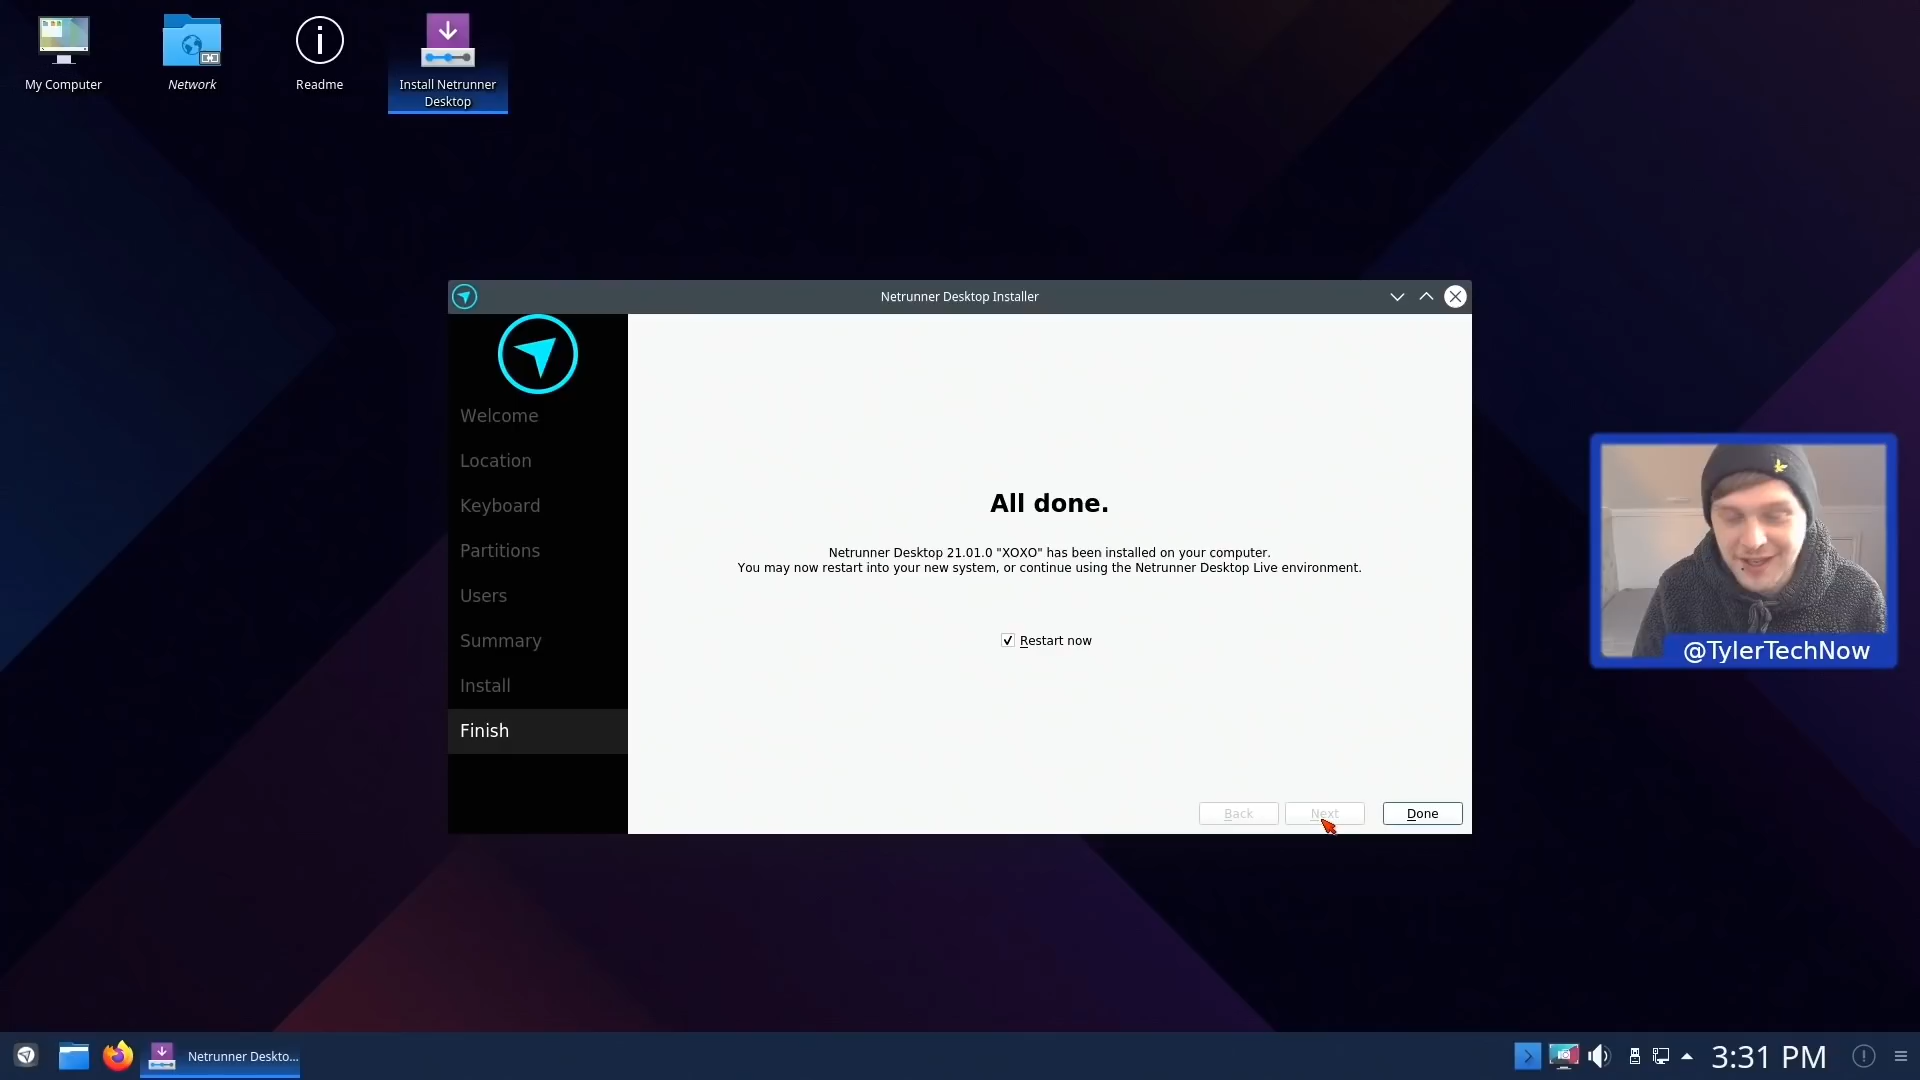 My Computer
Network
Readme
Install Netrunner
Desktop
Netrunner Desktop Installer
Welcome
Location
Keyboard
Partitions
Users
Summary
Install
Finish
All done.
Netrunner Desktop 21.01.0 "XOXO" has been installed on your computer.
You may now restart into your new system, or continue using the Netrunner Desktop Live environment.
Restart now
Back
Next
Done
@TylerTechNow
Netrunner Deskto...
3:31 PM